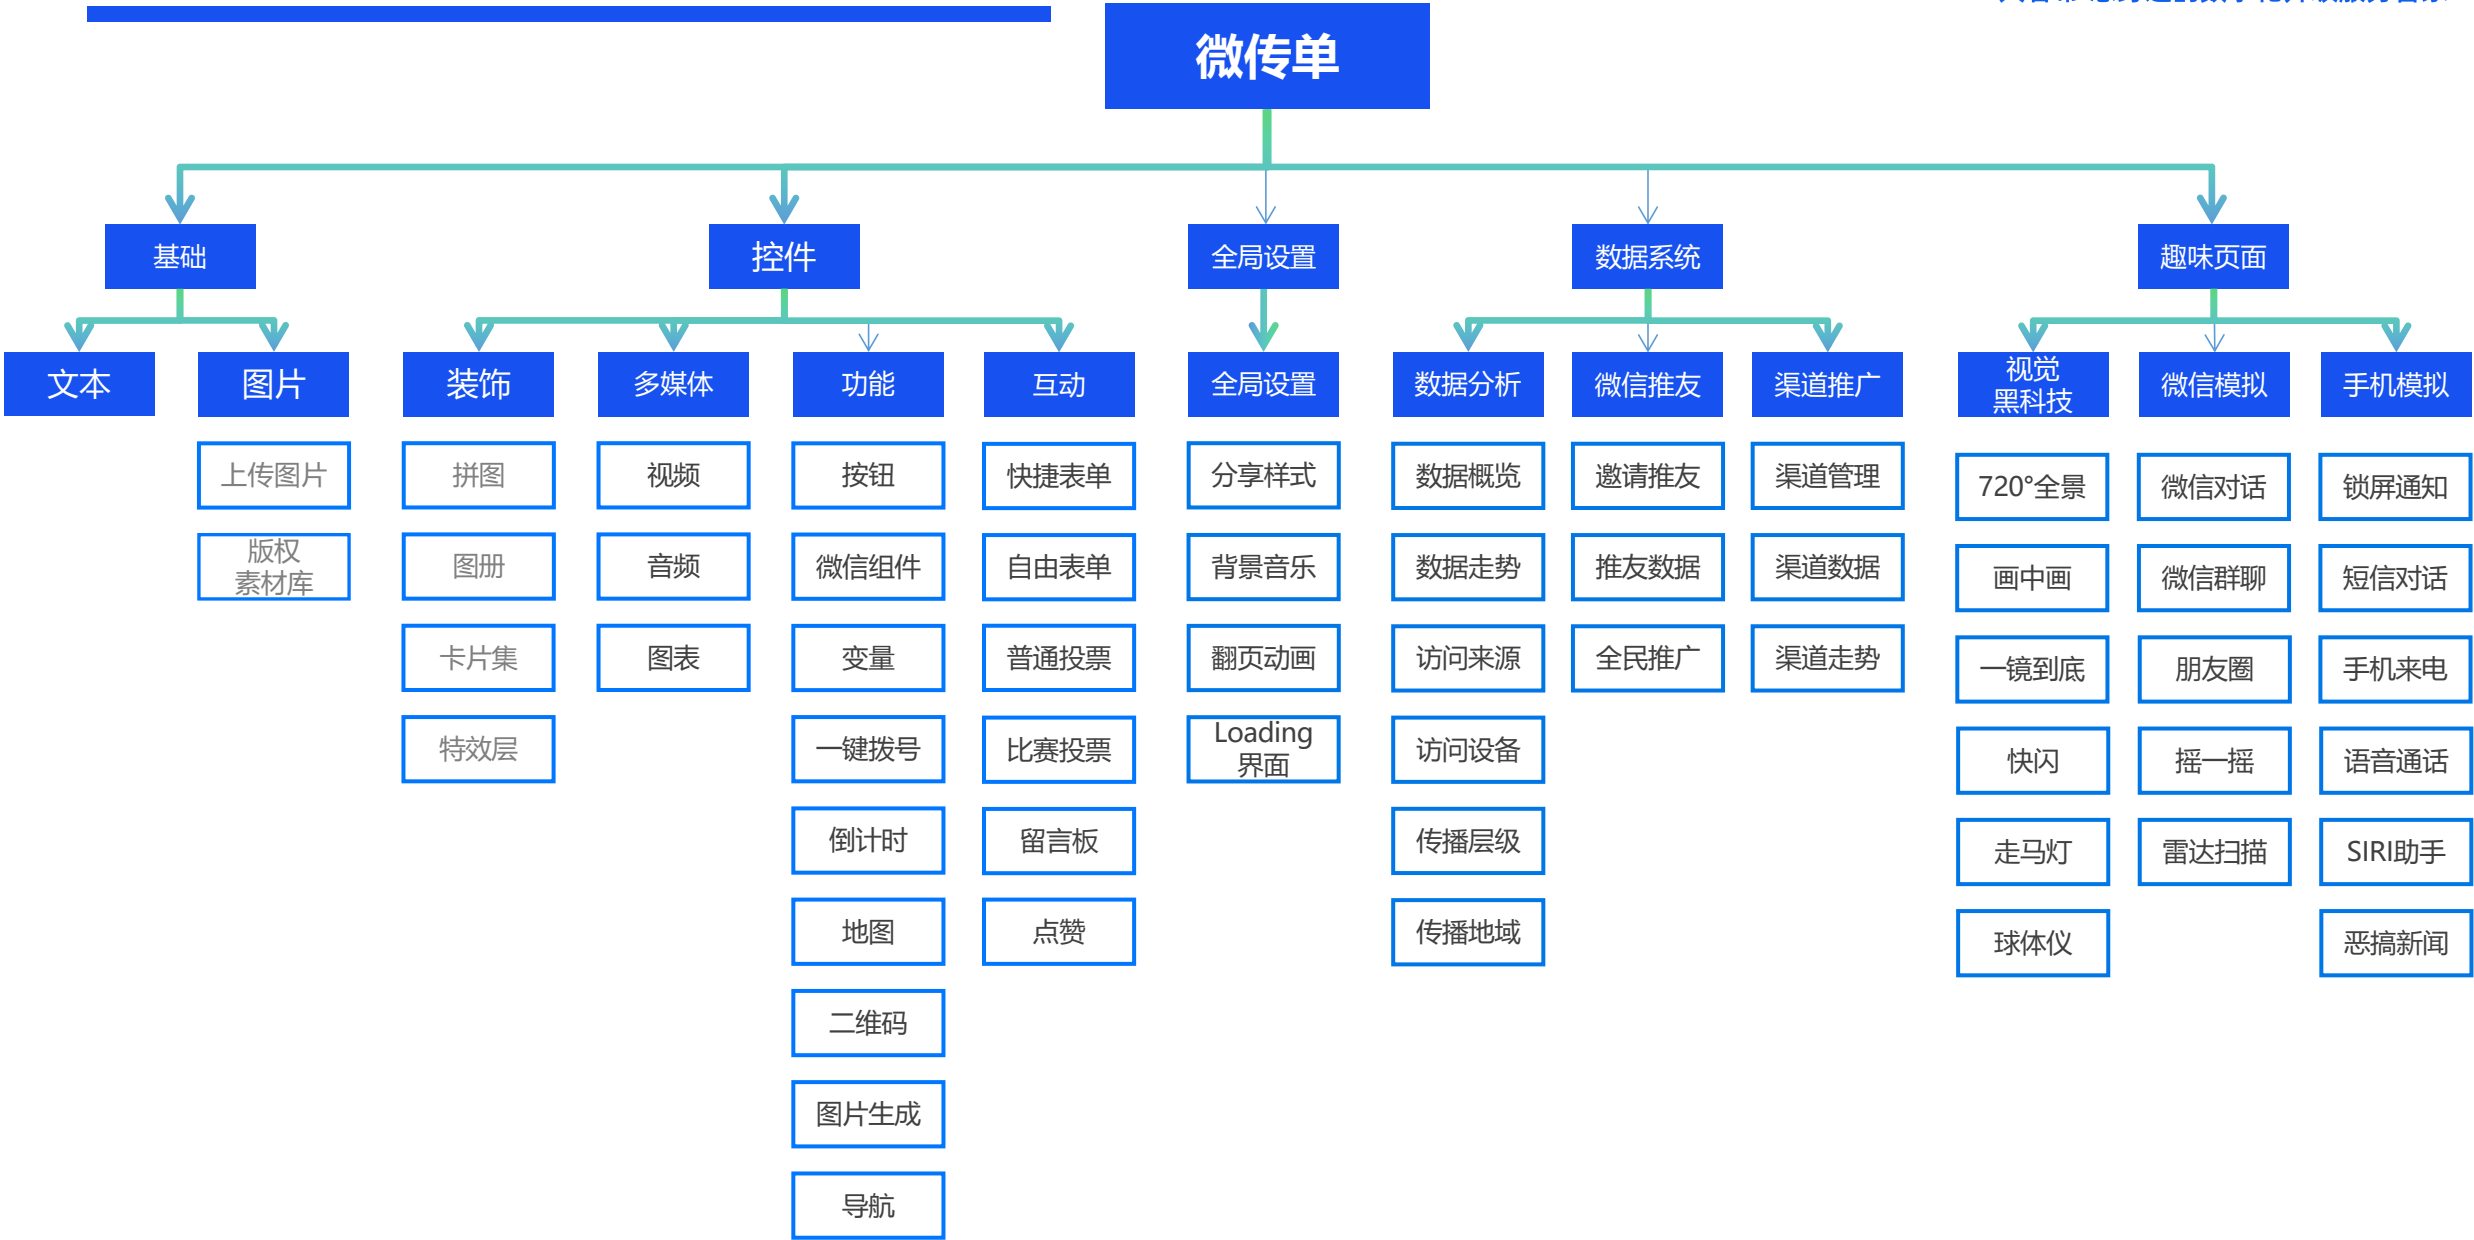 微传单
基础
控件
全局设置
数据系统
趣味页面
文本
图片
装饰
多媒体
功能
互动
全局设置
数据分析
微信推友
渠道推广
视觉
黑科技
微信模拟
手机模拟
上传图片
版权
素材库
拼图
图册
卡片集
特效层
视频
音频
图表
按钮
微信组件
变量
一键拨号
倒计时
地图
二维码
图片生成
导航
快捷表单
自由表单
普通投票
比赛投票
留言板
点赞
分享样式
背景音乐
翻页动画
Loading
界面
数据概览
数据走势
访问来源
访问设备
传播层级
传播地域
邀请推友
推友数据
全民推广
渠道管理
渠道数据
渠道走势
720°全景
画中画
一镜到底
快闪
走马灯
球体仪
微信对话
微信群聊
朋友圈
摇一摇
雷达扫描
锁屏通知
短信对话
手机来电
语音通话
SIRI助手
恶搞新闻